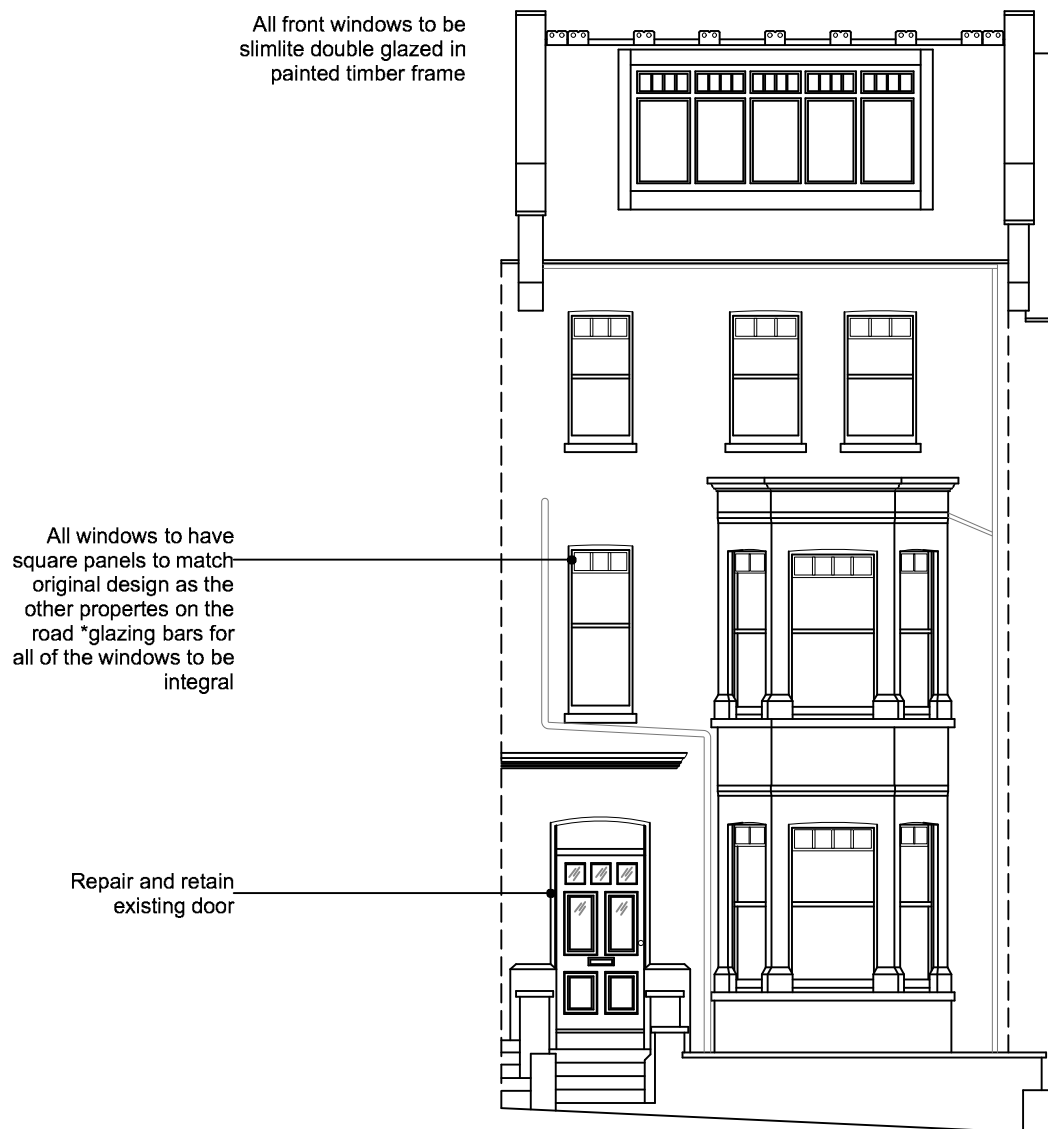 All front windows to be
slimlite double glazed in
painted timber frame
All windows to have
square panels to match
original design as the
other propertes on the
road *glazing bars for
all of the windows to be
integral
Repair and retain
existing door